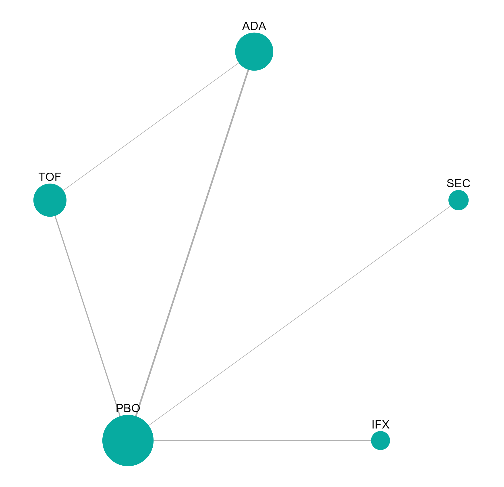 ADA
TOF
SEC
PBO
IFX